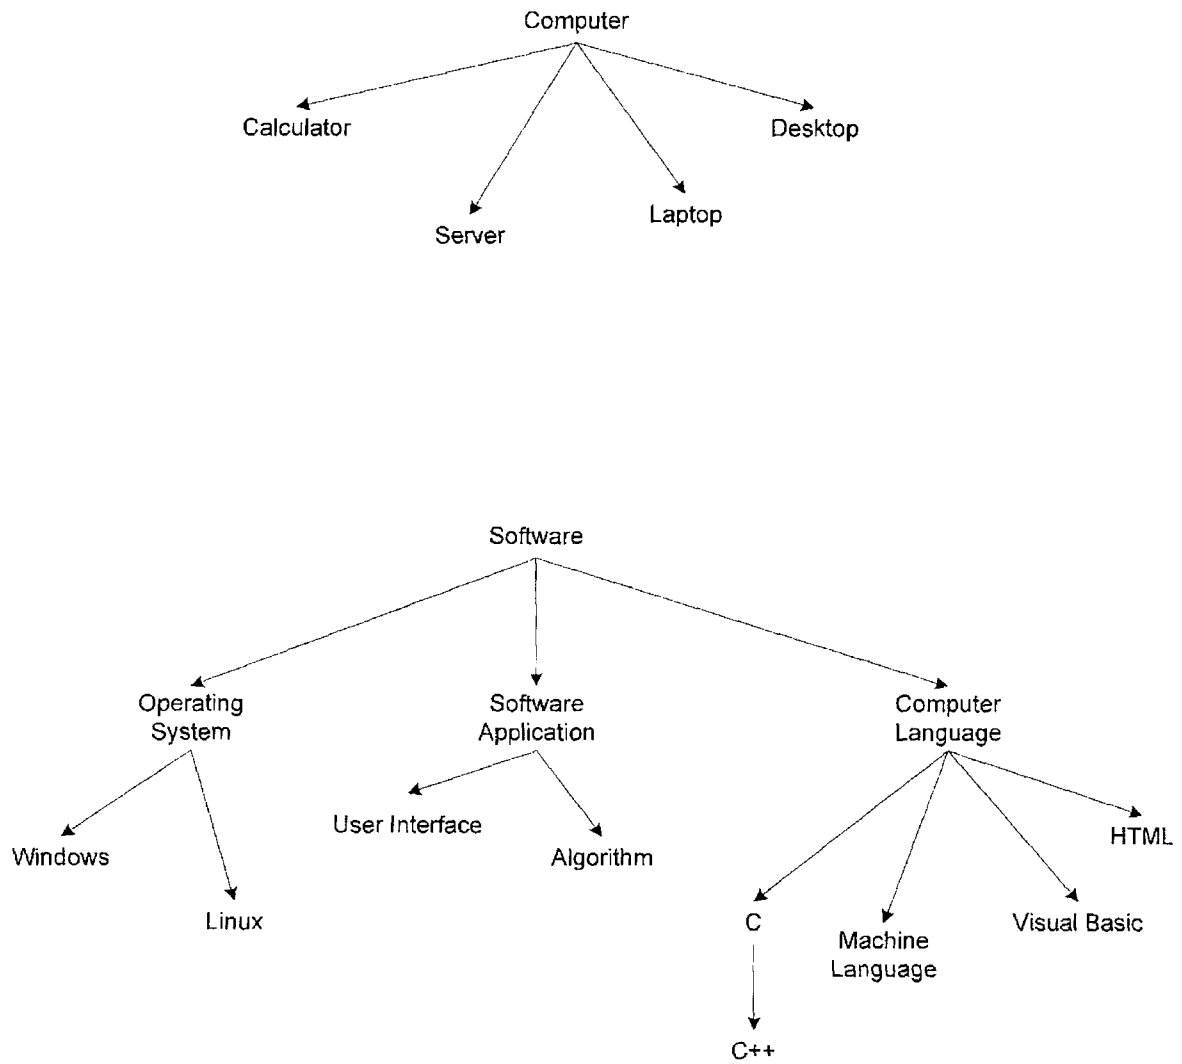 Computer
Calculator
Desktop
Laptop
Server
Software
Operating
System
Software
Application
Computer
Language
User Interface
HTML
Windows
Algorithm
Linux
C
Visual Basic
Machine
Language
C++